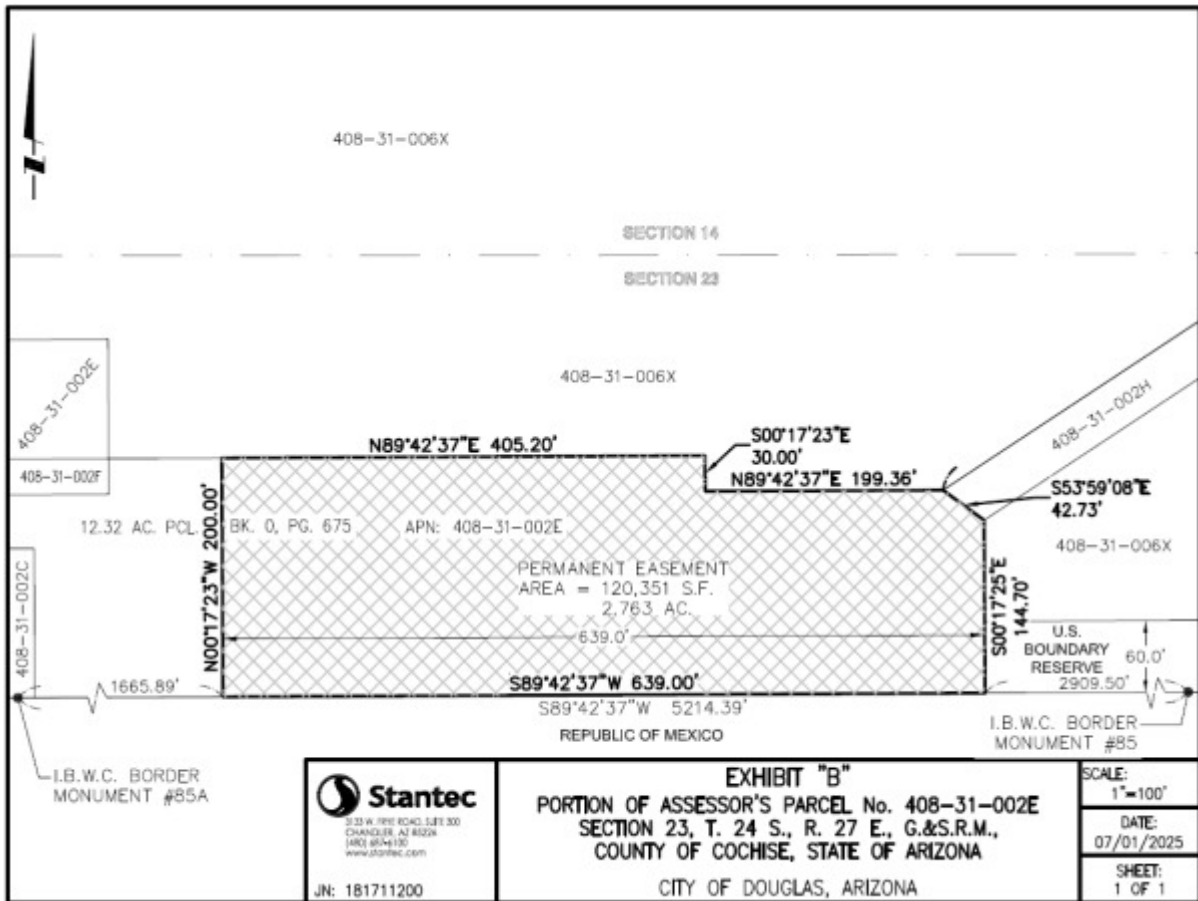 408-31-006X
SECTION 14
SECTION 23
408-31-002E
408-31-006X
408-31-002H
N89°42'37"E 405.20'
S00°17'23"E
30.00'
N89°42'37"E 199.36'
S53°59'08"E
42.73'
408-31-002F
12.32 AC. PCL. BK. 0, PG. 675 APN: 408-31-002E
408-31-006X
N00°17'23"W 200.00'
PERMANENT EASEMENT
AREA = 120,351 S.F.
2.763 AC.
408-31-002C
639.0'
S00°17'25"E
144.70'
U.S.
BOUNDARY
RESERVE
60.0'
1665.89'
S89°42'37"W 639.00'
2909.50'
S89°42'37"W 5214.39'
REPUBLIC OF MEXICO
I.B.W.C. BORDER
MONUMENT #85
I.B.W.C. BORDER
MONUMENT #85A
Stantec
CHANDLER, AZ 85226
www.stantec.com
JN: 181711200
EXHIBIT "B"
PORTION OF ASSESSOR'S PARCEL No. 408-31-002E
SECTION 23, T. 24 S., R. 27 E., G.&S.R.M.,
COUNTY OF COCHISE, STATE OF ARIZONA
CITY OF DOUGLAS, ARIZONA
SCALE:
1"=100'
DATE:
07/01/2025
SHEET:
1 OF 1